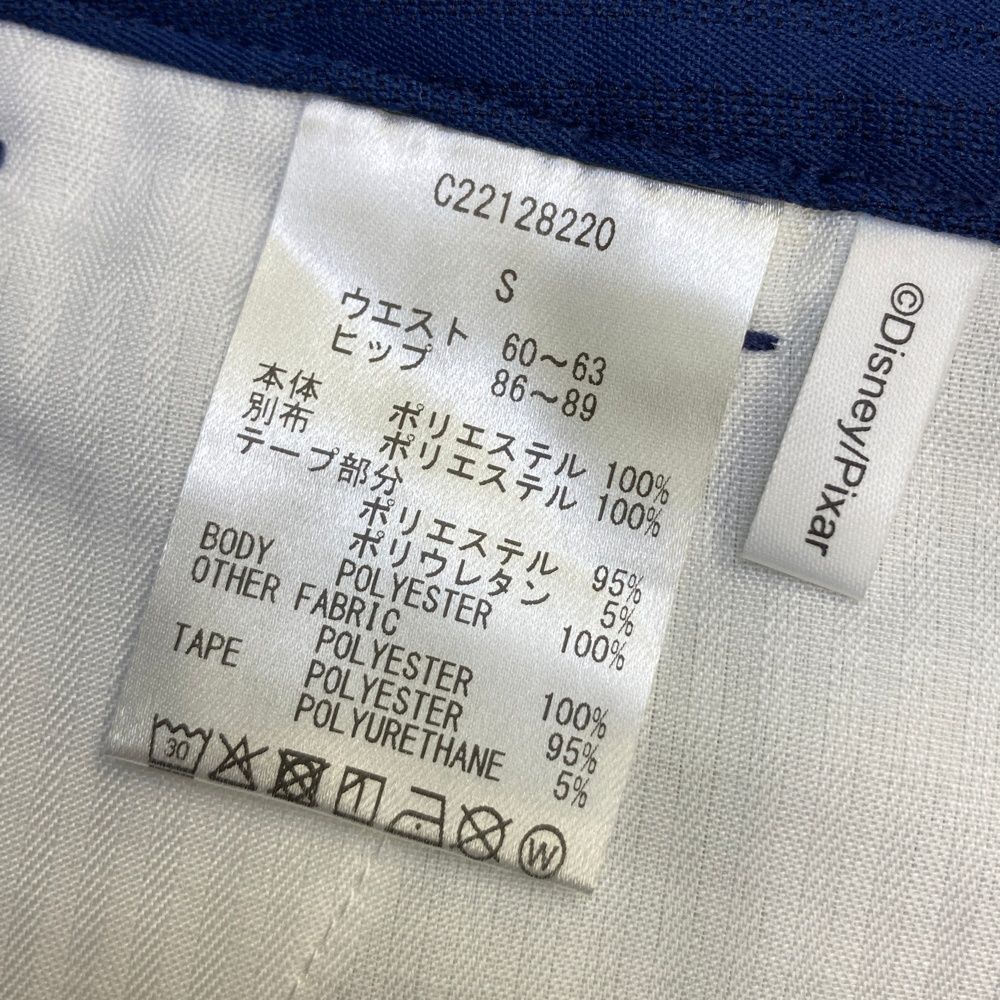 C22128220
S
ウエスト 60～63
ヒップ 86～89
本体 ポリエステル 100%
別布 ポリエステル 100%
テープ部分
ポリエステル 95%
ポリウレタン 5%
BODY POLYESTER 100%
OTHER FABRIC
POLYESTER 100%
TAPE POLYESTER 95%
POLYURETHANE 5%
30
W
©Disney/Pixar